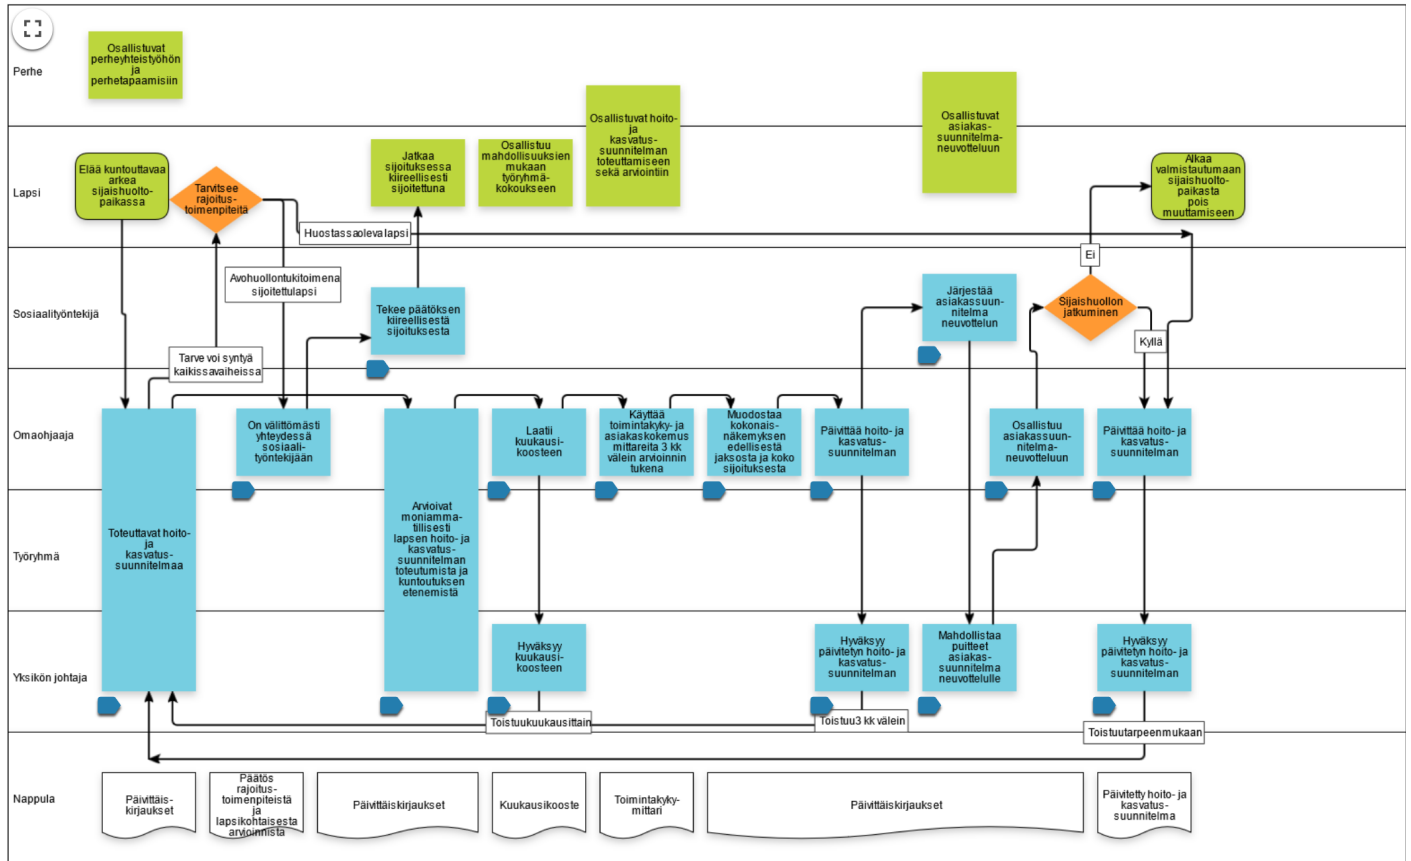 Perhe
Osallistuvat
perheyhteistyöhön
ja
perhetapaamisiin
Osallistuvat hoito-
ja
kasvatus-
suunnitelman
toteuttamiseen
sekä arviointiin
Osallistuvat
asiakas-
suunnitelma-
neuvotteluun
Lapsi
Elää kuntouttavaa
arkea
sijaishuolto-
paikassa
Tarvitsee
rajoitus-
toimenpiteitä
Jatkaa
sijoituksessa
kiireellisesti
sijoitettuna
Osallistuu
mahdollisuuksien
mukaan
työryhmä-
kokoukseen
Alkaa
valmistautumaan
sijaishuolto-
paikasta
pois
muuttamiseen
Huostassaolevalapsi
Sosiaalityöntekijä
Avohuollontukitoimena
sijoitettulapsi
Tarve voi syntyä
kaikissavaiheissa
Tekee päätöksen
kiireellisestä
sijoituksesta
Järjestää
asiakassuun-
nitelma
neuvottelun
Ei
Sijaishuollon
jatkuminen
Kyllä
Omaohjaaja
On välittömästi
yhteydessä
sosiaali-
työntekijään
Laatii
kuukausi-
koosteen
Käyttää
toimintakyky- ja
asiakaskokemus
mittareita 3 kk
välein arvioinnin
tukena
Muodostaa
kokonais-
näkemyksen
edellisestä
jaksosta ja koko
sijoituksesta
Päivittää hoito- ja
kasvatus-
suunnitelman
Osallistuu
asiakassuun-
nitelma-
neuvotteluun
Päivittää hoito- ja
kasvatus-
suunnitelman
Työryhmä
Toteuttavat hoito-
ja
kasvatus-
suunnitelmaa
Arvioivat
moniamma-
tillisesti
lapsen hoito- ja
kasvatus-
suunnitelman
toteutumista ja
kuntoutuksen
etenemistä
Yksikön johtaja
Hyväksyy
kuukausi-
koosteen
Hyväksyy
päivitetyn hoito- ja
kasvatus-
suunnitelman
Mahdollistaa
puitteet
asiakas-
suunnitelma
neuvottelulle
Hyväksyy
päivitetyn hoito- ja
kasvatus-
suunnitelman
Toistuukuukausittain
Toistuu3 kk välein
Toistuutarpeenmukaan
Nappula
Päivittäis-
kirjaukset
Päätös
rajoitus-
toimenpiteistä
ja
lapsikohtaisesta
arvioinnista
Päivittäiskirjaukset
Kuukausikooste
Toimintakyky-
mittari
Päivittäiskirjaukset
Päivitetty hoito- ja
kasvatus-
suunnitelma